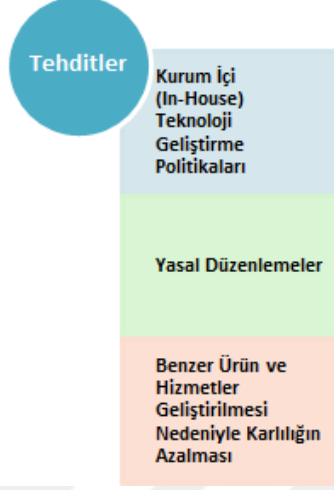 Tehditler
Kurum İçi
(In-House)
Teknoloji
Geliştirme
Politikaları
Yasal Düzenlemeler
Benzer Ürün ve
Hizmetler
Geliştirilmesi
Nedeniyle Karlılığın
Azalması